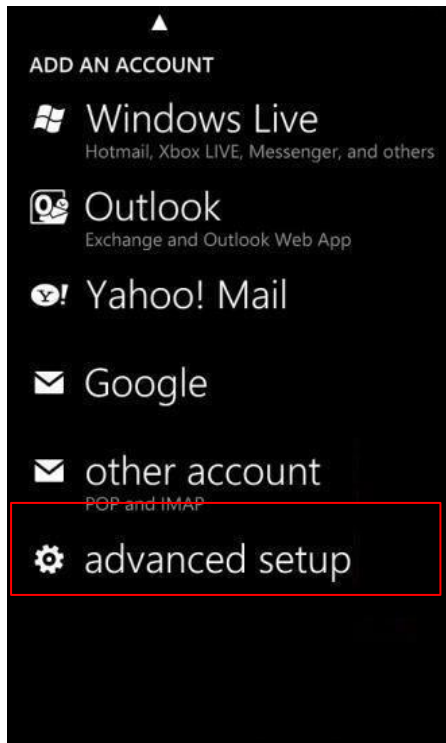 ADD AN ACCOUNT
Windows Live
Hotmail, Xbox LIVE, Messenger, and others
Outlook
Exchange and Outlook Web App
Yahoo! Mail
Google
other account
POP and IMAP
advanced setup